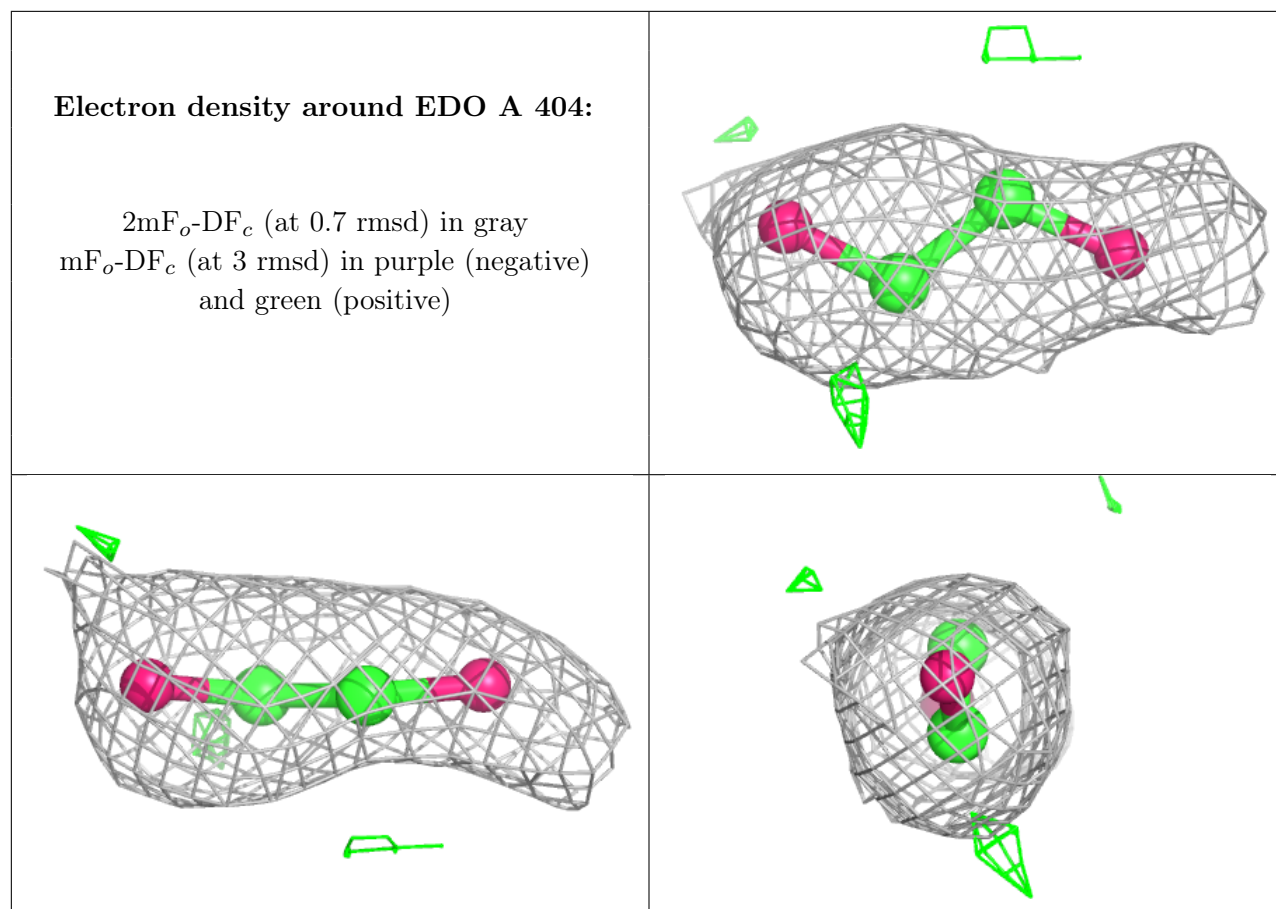 Electron density around EDO A 404:
2mFo-DFc (at 0.7 rmsd) in gray
mFo-DFc (at 3 rmsd) in purple (negative)
and green (positive)